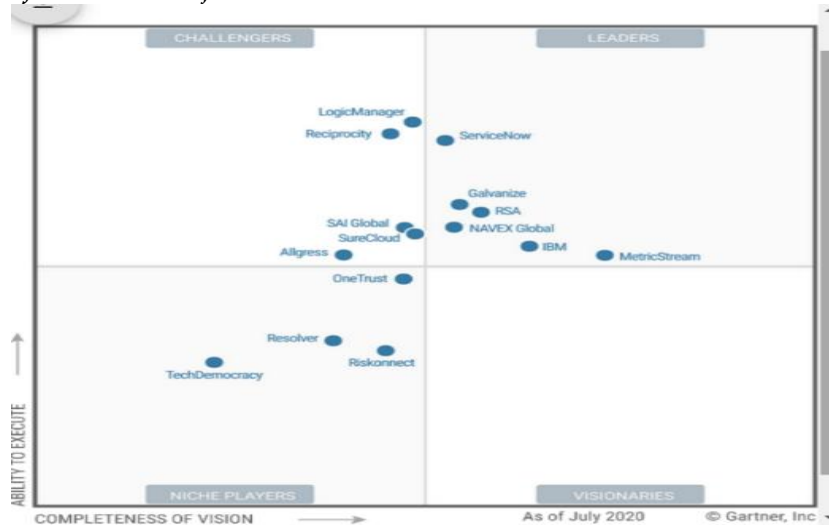 CHALLENGERS
LEADERS
LogicManager
Reciprocity
ServiceNow
Galvanize
RSA
SAI Global
NAVEX Global
SureCloud
IBM
Allgress
MetricStream
OneTrust
Resolver
Riskonnect
TechDemocracy
ABILITY TO EXECUTE
NICHE PLAYERS
VISIONARIES
COMPLETENESS OF VISION
As of July 2020
© Gartner, Inc